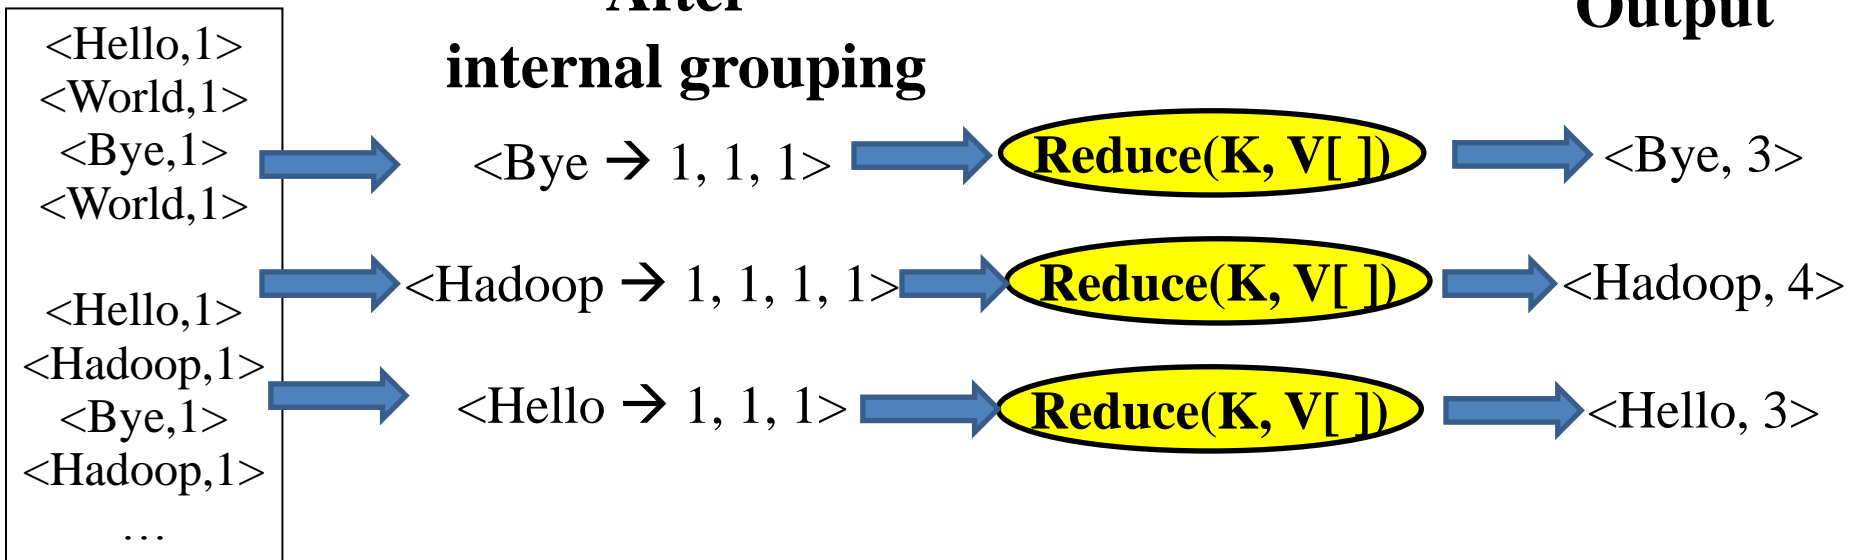 After
internal grouping
Output
<Hello,1>
<World,1>
<Bye,1>
<World,1>
<Hello,1>
<Hadoop,1>
<Bye,1>
<Hadoop,1>
…
<Bye → 1, 1, 1>
Reduce(K, V[ ])
<Bye, 3>
<Hadoop → 1, 1, 1, 1>
Reduce(K, V[ ])
<Hadoop, 4>
<Hello → 1, 1, 1>
Reduce(K, V[ ])
<Hello, 3>